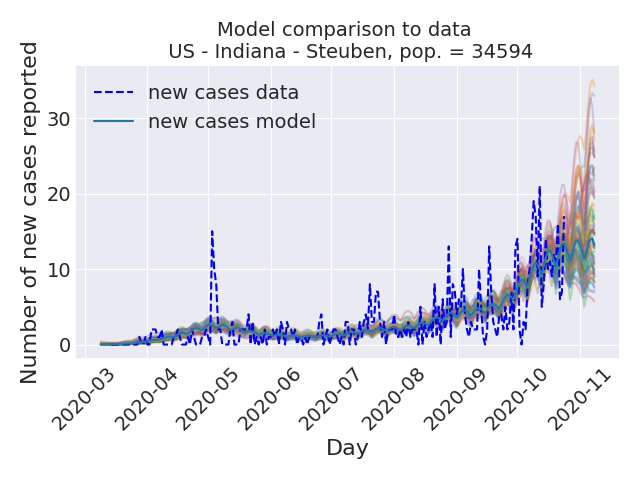 Model comparison to data
US - Indiana - Steuben, pop. = 34594
Number of new cases reported
30
20
10
0
new cases data
new cases model
2020-03
2020-04
2020-05
2020-06
2020-07
2020-08
2020-09
2020-10
2020-11
Day